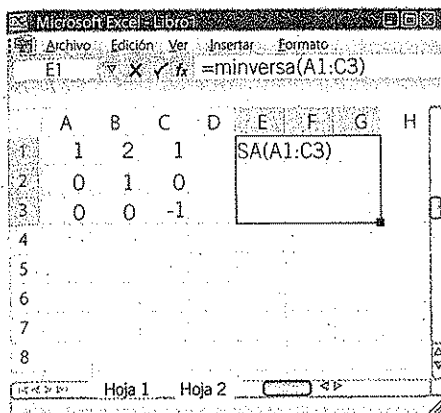 Microsoft Excel - Libro1
Archivo Edición Ver Insertar Formato
E1 fx =minversa(A1:C3)
A B C D E F G H
1 1 2 1 SA(A1:C3)
2 0 1 0
3 0 0 -1
4
5
6
7
8
Hoja 1 Hoja 2